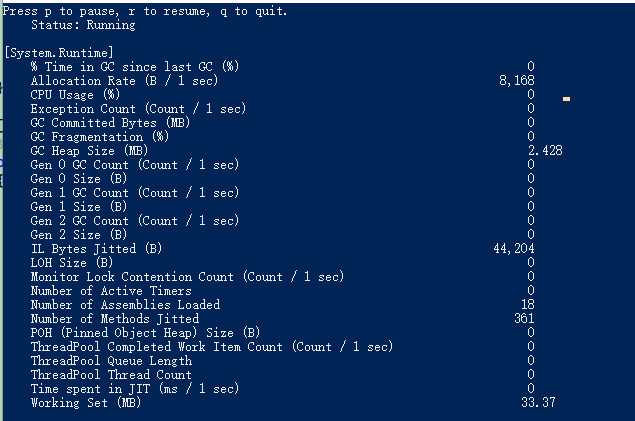 Press p to pause, r to resume, q to quit.
Status: Running
[System.Runtime]
% Time in GC since last GC (%) 0
Allocation Rate (B / 1 sec) 8,168
CPU Usage (%) 0
Exception Count (Count / 1 sec) 0
GC Committed Bytes (MB) 0
GC Fragmentation (%) 0
GC Heap Size (MB) 2.428
Gen 0 GC Count (Count / 1 sec) 0
Gen 0 Size (B) 0
Gen 1 GC Count (Count / 1 sec) 0
Gen 1 Size (B) 0
Gen 2 GC Count (Count / 1 sec) 0
Gen 2 Size (B) 0
IL Bytes Jitted (B) 44,204
LOH Size (B) 0
Monitor Lock Contention Count (Count / 1 sec) 0
Number of Active Timers 0
Number of Assemblies Loaded 18
Number of Methods Jitted 361
POH (Pinned Object Heap) Size (B) 0
ThreadPool Completed Work Item Count (Count / 1 sec) 0
ThreadPool Queue Length 0
ThreadPool Thread Count 0
Time spent in JIT (ms / 1 sec) 0
Working Set (MB) 33.37